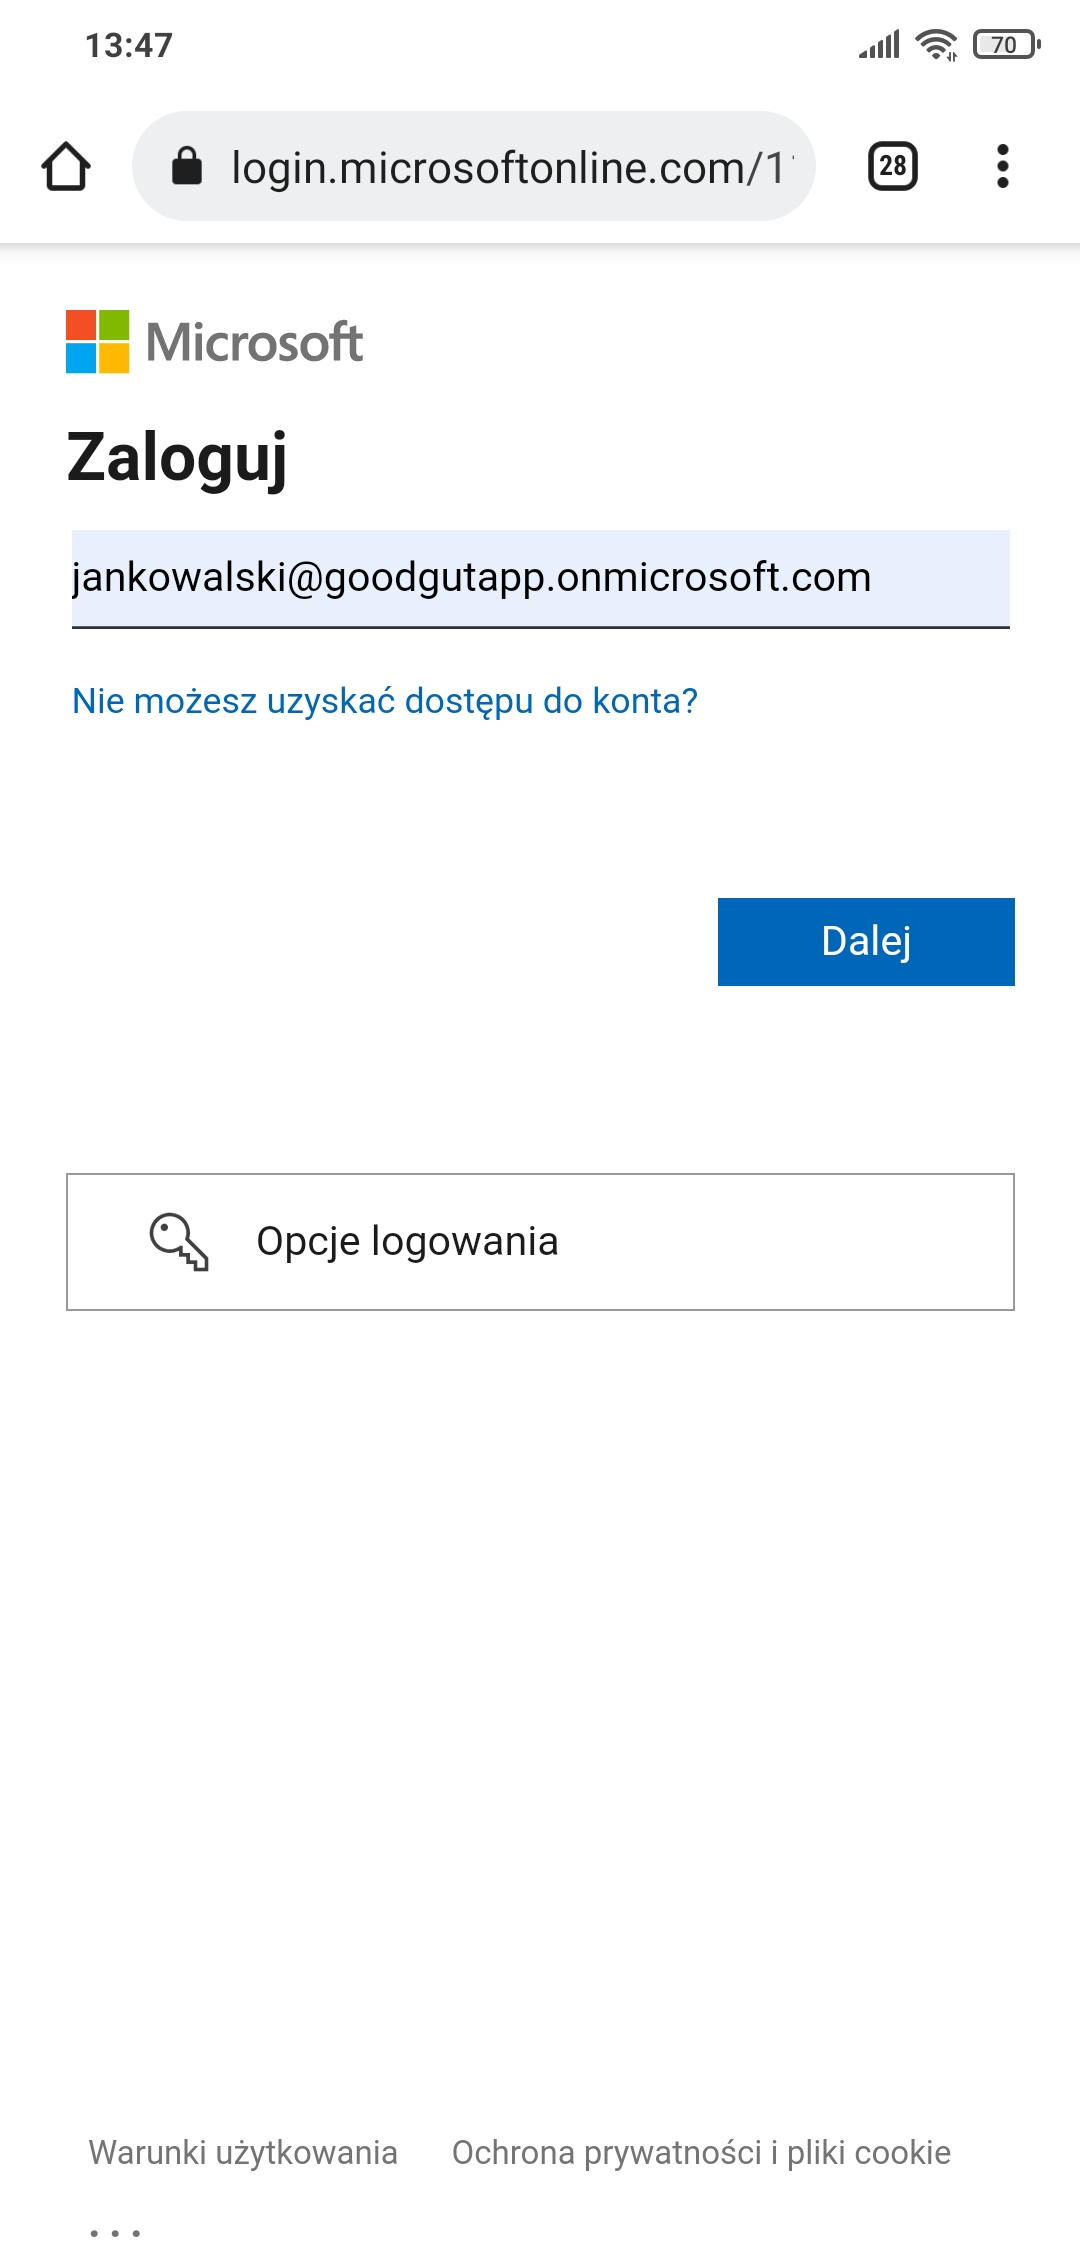 13:47
70
login.microsoftonline.com/1
28
Microsoft
Zaloguj
jankowalski@goodgutapp.onmicrosoft.com
Nie możesz uzyskać dostępu do konta?
Dalej
Opcje logowania
Warunki użytkowania Ochrona prywatności i pliki cookie
...